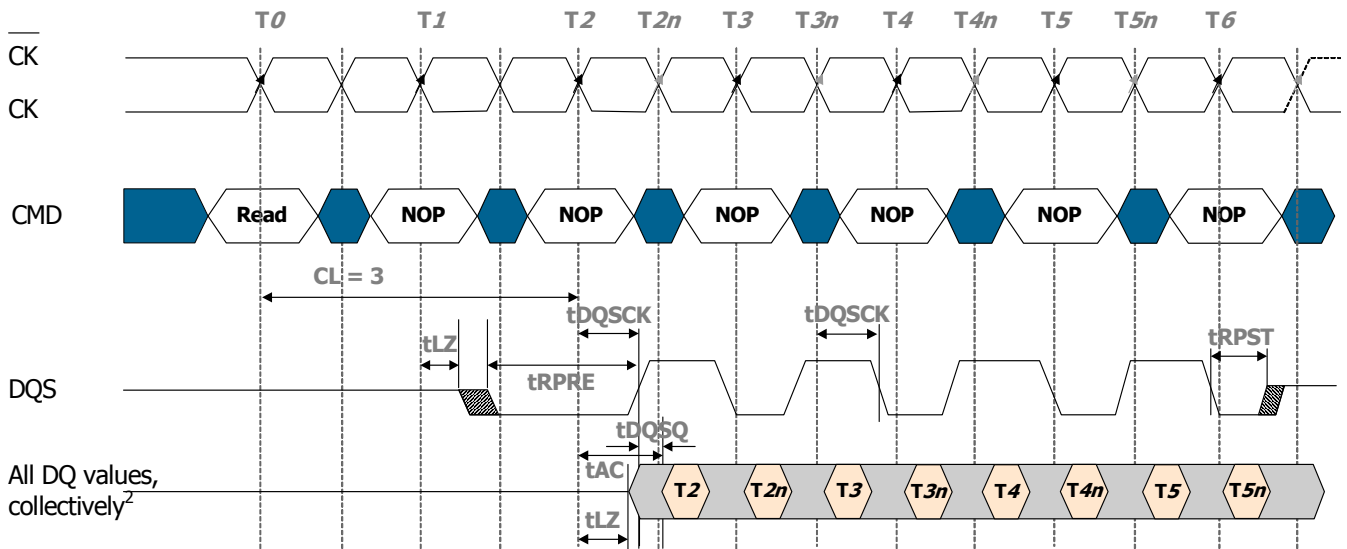 T0 T1 T2 T2n T3 T3n T4 T4n T5 T5n T6
CK
CK
CMD Read NOP NOP NOP NOP NOP NOP
CL = 3
tDQSCK tDQSCK
tLZ tRPST
tRPRE
DQS
tDQSQ
All DQ values,
collectively2
tAC
T2 T2n T3 T3n T4 T4n T5 T5n
tLZ